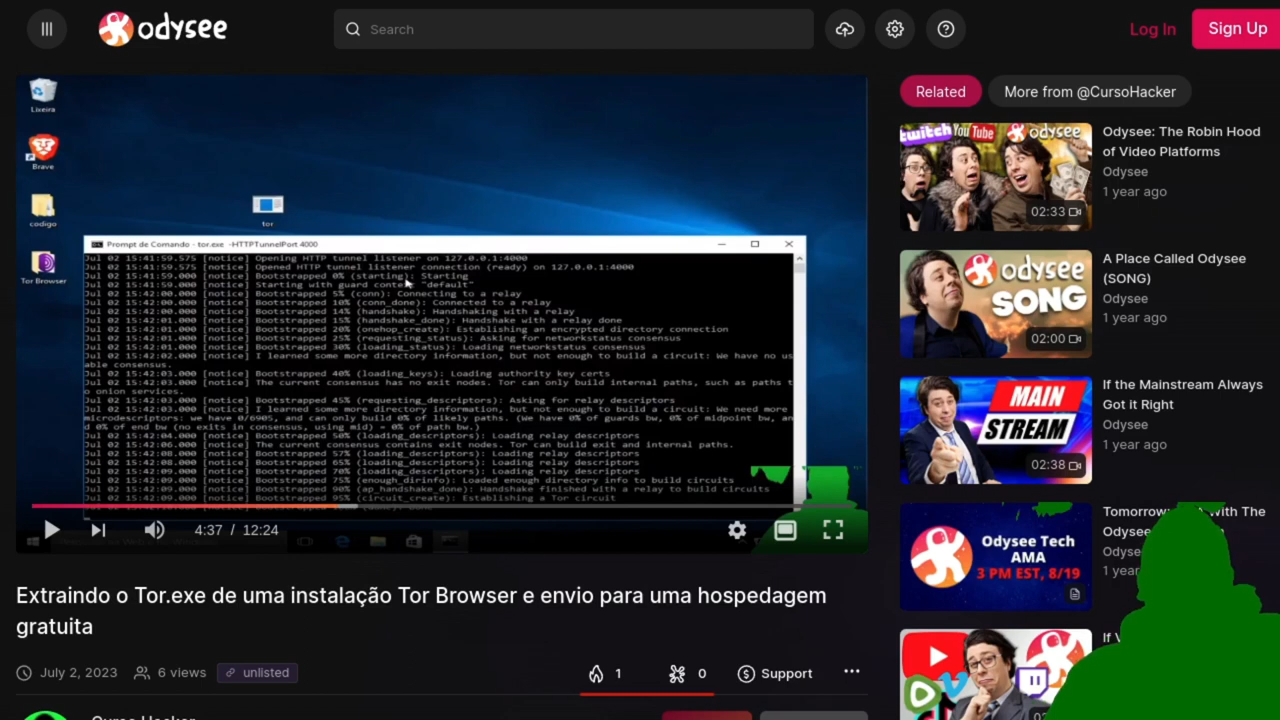 odysee
Search
Log In
Sign Up
Lixeira
Brave
codigo
tor
Tor Browser
Prompt de Comando - tor.exe -HTTPTunnelPort 4000
Jul 02 15:41:59.575 [notice] Opening HTTP tunnel listener on 127.0.0.1:4000
Jul 02 15:41:59.575 [notice] Opened HTTP tunnel listener connection (ready) on 127.0.0.1:4000
Jul 02 15:41:59.000 [notice] Bootstrapped 0% (starting): Starting
Jul 02 15:41:59.000 [notice] Starting with guard context "default"
Jul 02 15:42:00.000 [notice] Bootstrapped 5% (conn): Connecting to a relay
Jul 02 15:42:00.000 [notice] Bootstrapped 10% (conn_done): Connected to a relay
Jul 02 15:42:00.000 [notice] Bootstrapped 14% (handshake): Handshaking with a relay
Jul 02 15:42:01.000 [notice] Bootstrapped 15% (handshake_done): Handshake with a relay done
Jul 02 15:42:01.000 [notice] Bootstrapped 20% (onehop_create): Establishing an encrypted directory connection
Jul 02 15:42:01.000 [notice] Bootstrapped 25% (requesting_status): Asking for networkstatus consensus
Jul 02 15:42:01.000 [notice] Bootstrapped 30% (loading_status): Loading networkstatus consensus
Jul 02 15:42:02.000 [notice] I learned some more directory information, but not enough to build a circuit: We have no us
able consensus.
Jul 02 15:42:03.000 [notice] Bootstrapped 40% (loading_keys): Loading authority key certs
Jul 02 15:42:03.000 [notice] The current consensus has no exit nodes. Tor can only build internal paths, such as paths t
o onion services.
Jul 02 15:42:03.000 [notice] Bootstrapped 45% (requesting_descriptors): Asking for relay descriptors
Jul 02 15:42:03.000 [notice] I learned some more directory information, but not enough to build a circuit: We need more
microdescriptors: we have 0/6905, and can only build 0% of likely paths. (We have 0% of guards bw, 0% of midpoint bw, an
d 0% of end bw (no exits in consensus, using mid) = 0% of path bw.)
Jul 02 15:42:04.000 [notice] Bootstrapped 50% (loading_descriptors): Loading relay descriptors
Jul 02 15:42:06.000 [notice] The current consensus contains exit nodes. Tor can build exit and internal paths.
Jul 02 15:42:08.000 [notice] Bootstrapped 57% (loading_descriptors): Loading relay descriptors
Jul 02 15:42:08.000 [notice] Bootstrapped 65% (loading_descriptors): Loading relay descriptors
Jul 02 15:42:09.000 [notice] Bootstrapped 70% (loading_descriptors): Loading relay descriptors
Jul 02 15:42:09.000 [notice] Bootstrapped 75% (enough_dirinfo): Loaded enough directory info to build circuits
Jul 02 15:42:09.000 [notice] Bootstrapped 90% (ap_handshake_done): Handshake finished with a relay to build circuits
Jul 02 15:42:09.000 [notice] Bootstrapped 95% (circuit_create): Establishing a Tor circuit
4:37 / 12:24
Extraindo o Tor.exe de uma instalação Tor Browser e envio para uma hospedagem
gratuita
July 2, 2023 6 views unlisted
1 0 Support
Curso Hacker
Related More from @CursoHacker
twitch YouTube odysee
02:33
Odysee: The Robin Hood
of Video Platforms
Odysee
1 year ago
odysee
SONG
02:00
A Place Called Odysee
(SONG)
Odysee
1 year ago
MAIN
STREAM
02:38
If the Mainstream Always
Got it Right
Odysee
1 year ago
Odysee Tech
AMA
3 PM EST, 8/19
With The
Odysee
1 year
If